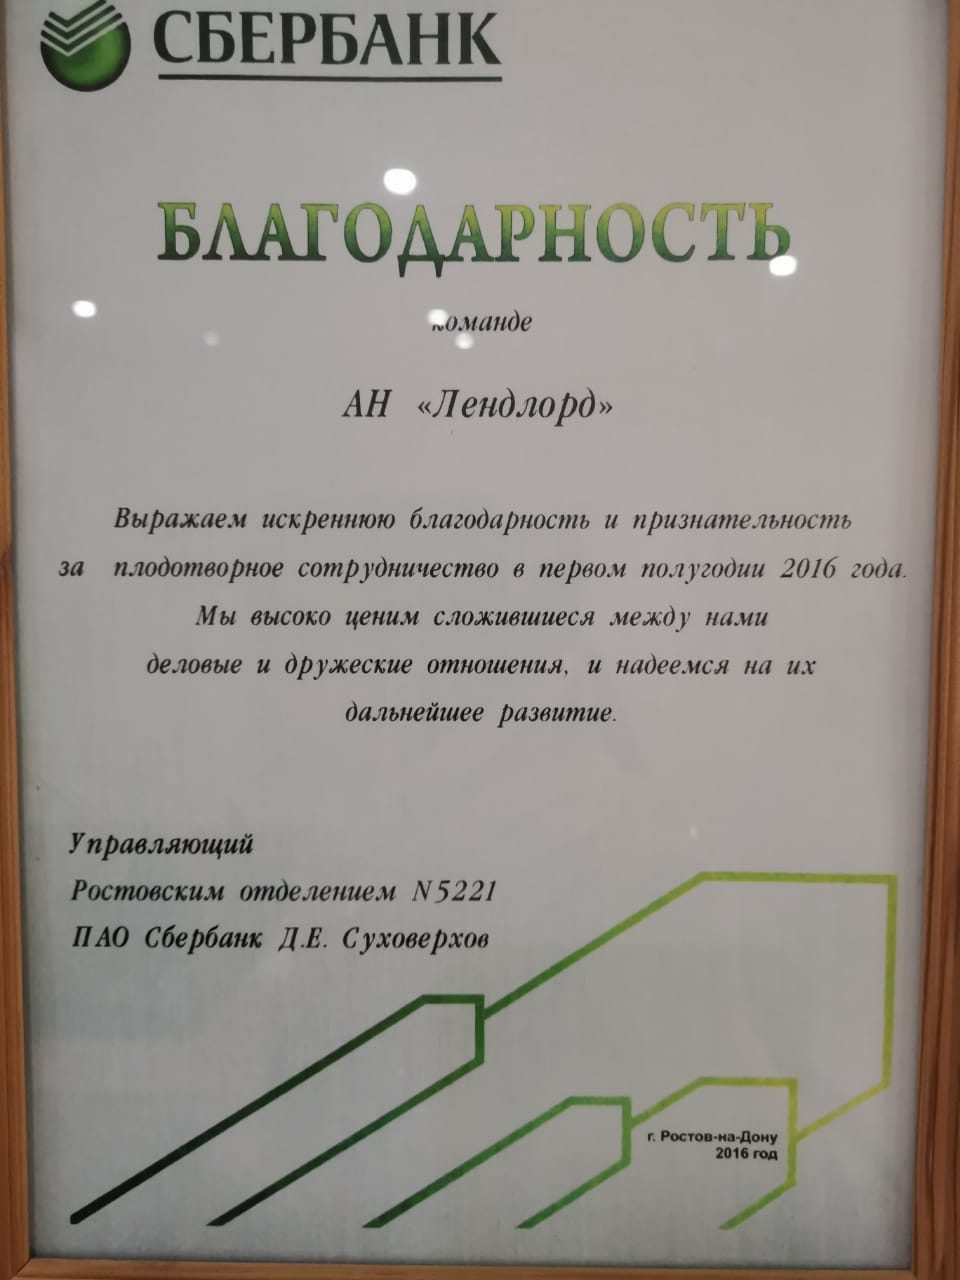 СБЕРБАНК
БЛАГОДАРНОСТЬ
команде
АН «Лендлорд»
Выражаем искреннюю благодарность и признательность
за плодотворное сотрудничество в первом полугодии 2016 года.
Мы высоко ценим сложившиеся между нами
деловые и дружеские отношения, и надеемся на их
дальнейшее развитие.
Управляющий
Ростовским отделением N5221
ПАО Сбербанк Д.Е. Суховерхов
г. Ростов-на-Дону
2016 год